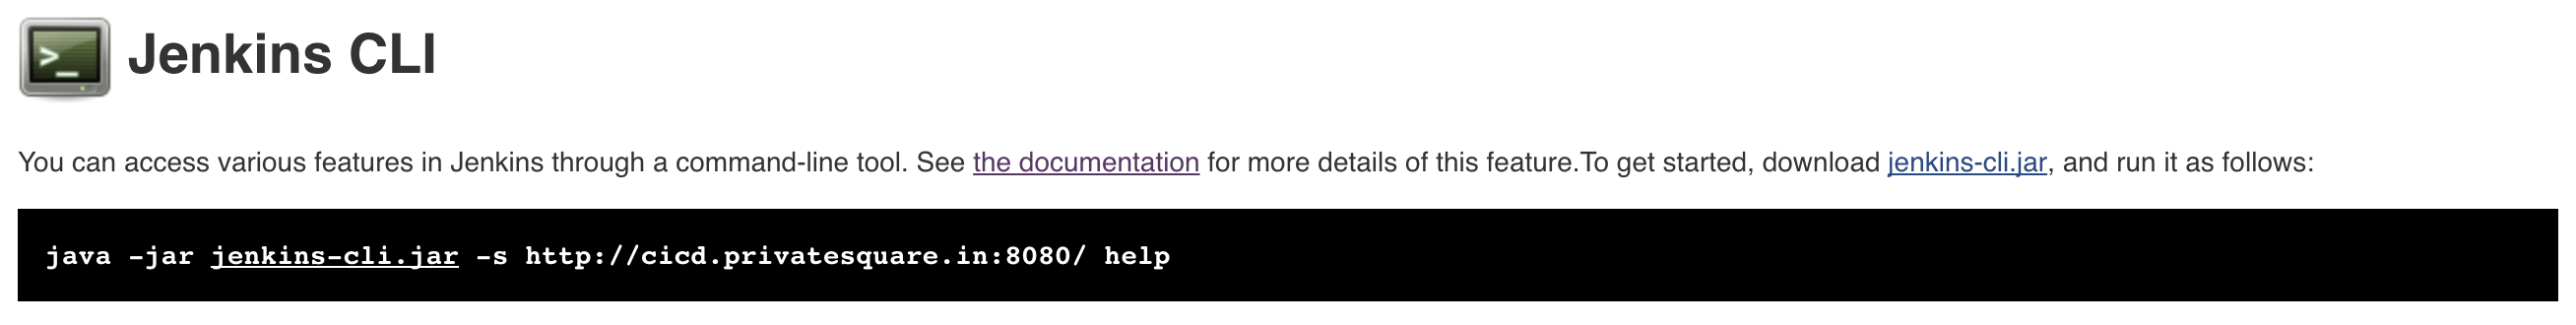 >_ Jenkins CLI
You can access various features in Jenkins through a command-line tool. See the documentation for more details of this feature.To get started, download jenkins-cli.jar, and run it as follows:
java -jar jenkins-cli.jar -s http://cicd.privatesquare.in:8080/ help